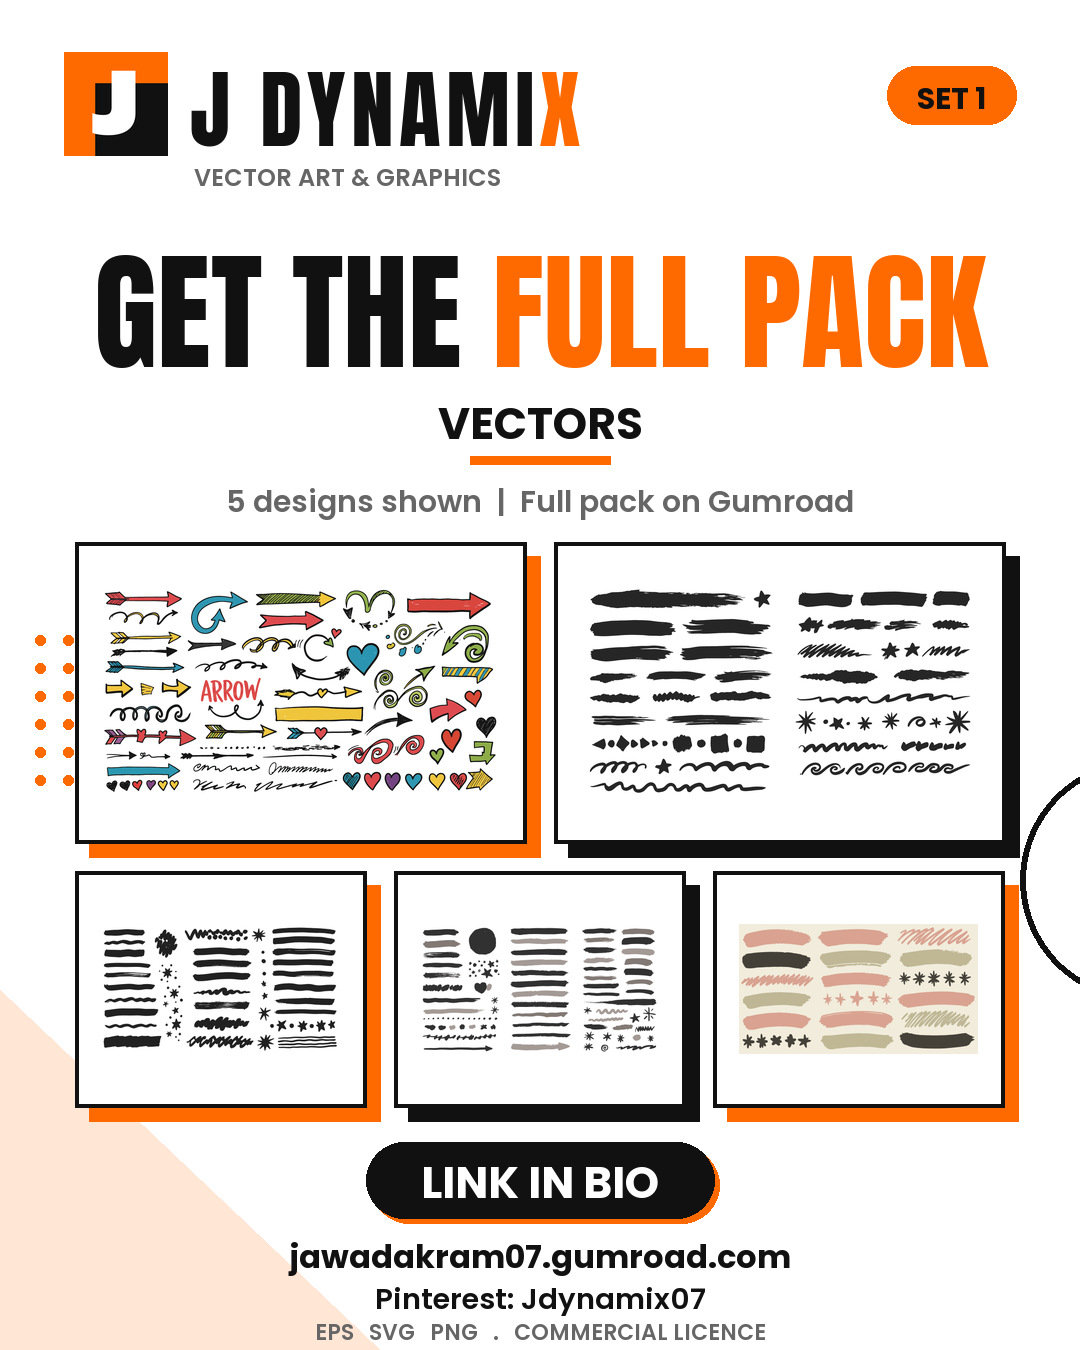 J
J DYNAMIX
VECTOR ART & GRAPHICS
SET 1
GET THE FULL PACK
VECTORS
5 designs shown | Full pack on Gumroad
ARROW
LINK IN BIO
jawadakram07.gumroad.com
Pinterest: Jdynamix07
EPS SVG PNG . COMMERCIAL LICENCE